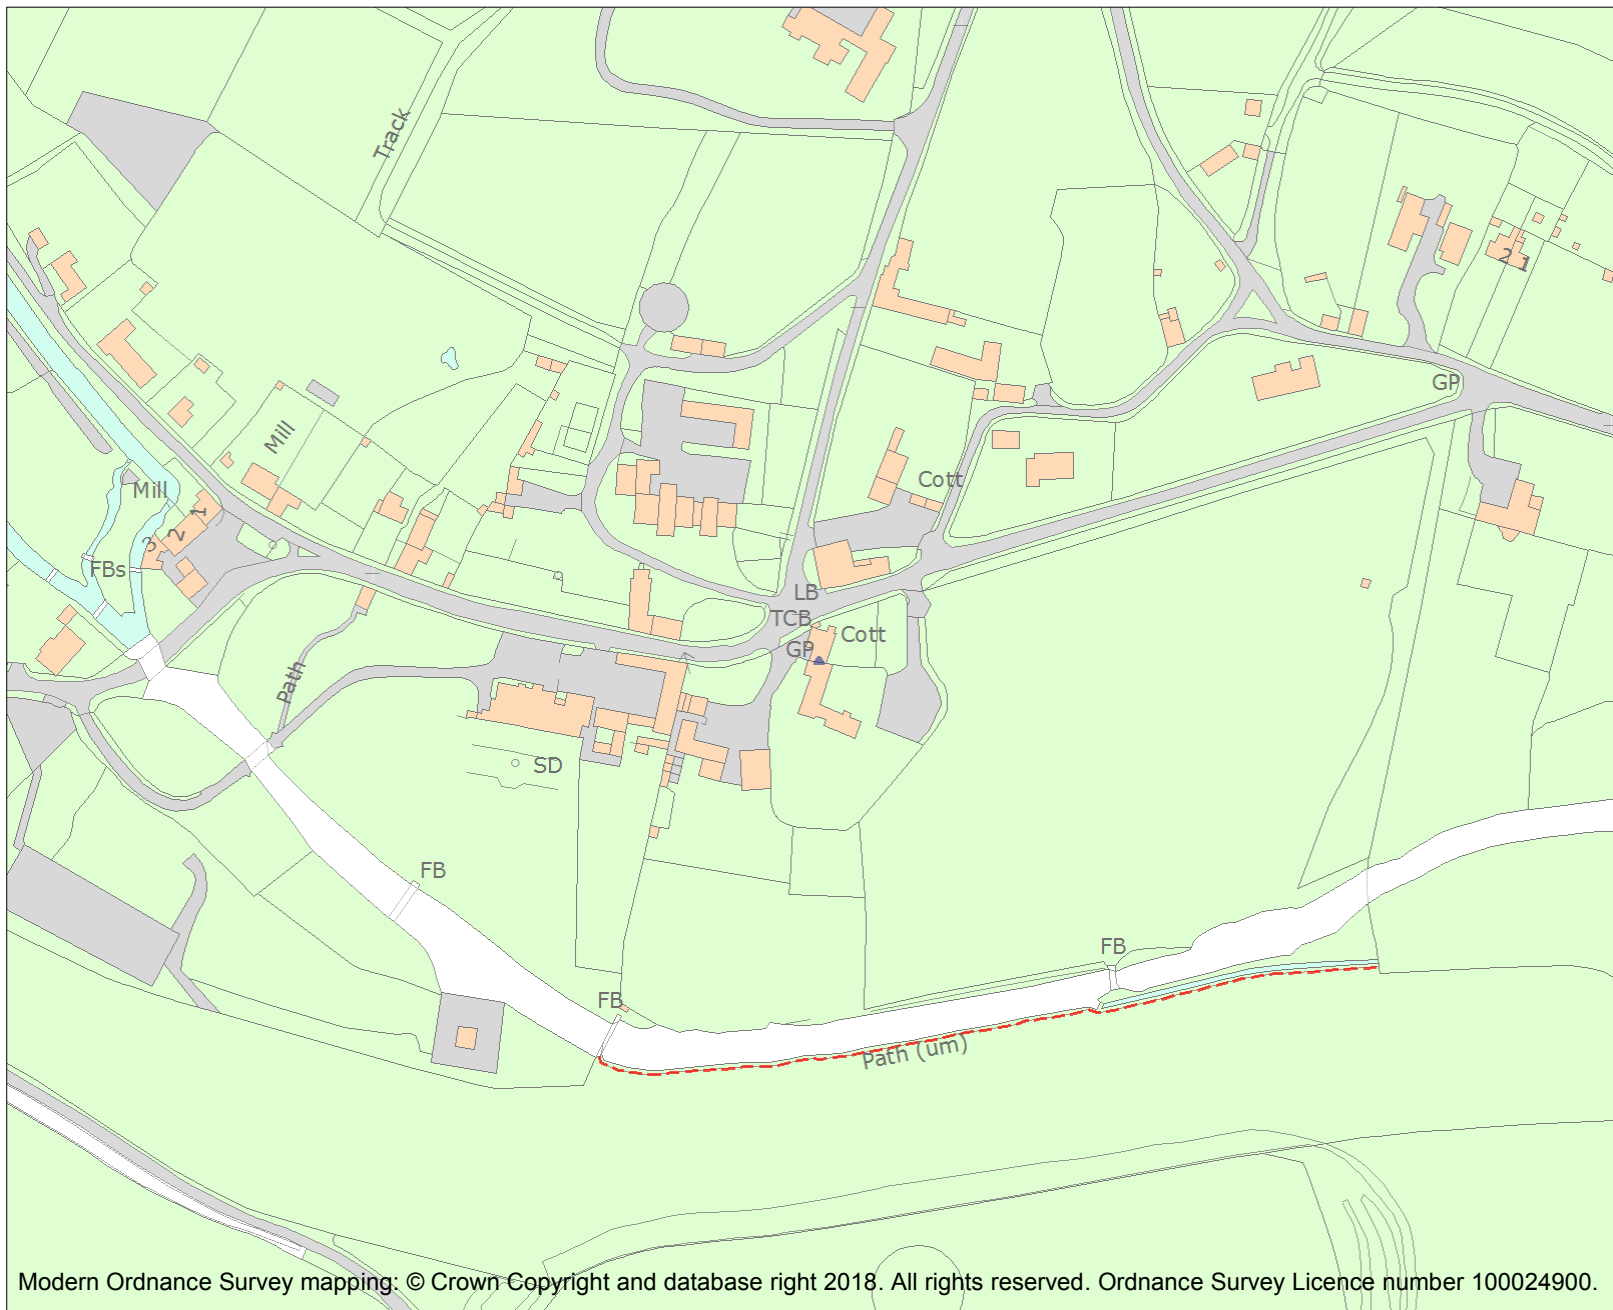 Track
2 1
GP
Mill
Cott
Mill
1
2
3
FBs
LB
TCB
Cott
GP
Path
SD
FB
FB
FB
Path (um)
Modern Ordnance Survey mapping: © Crown Copyright and database right 2018. All rights reserved. Ordnance Survey Licence number 100024900.